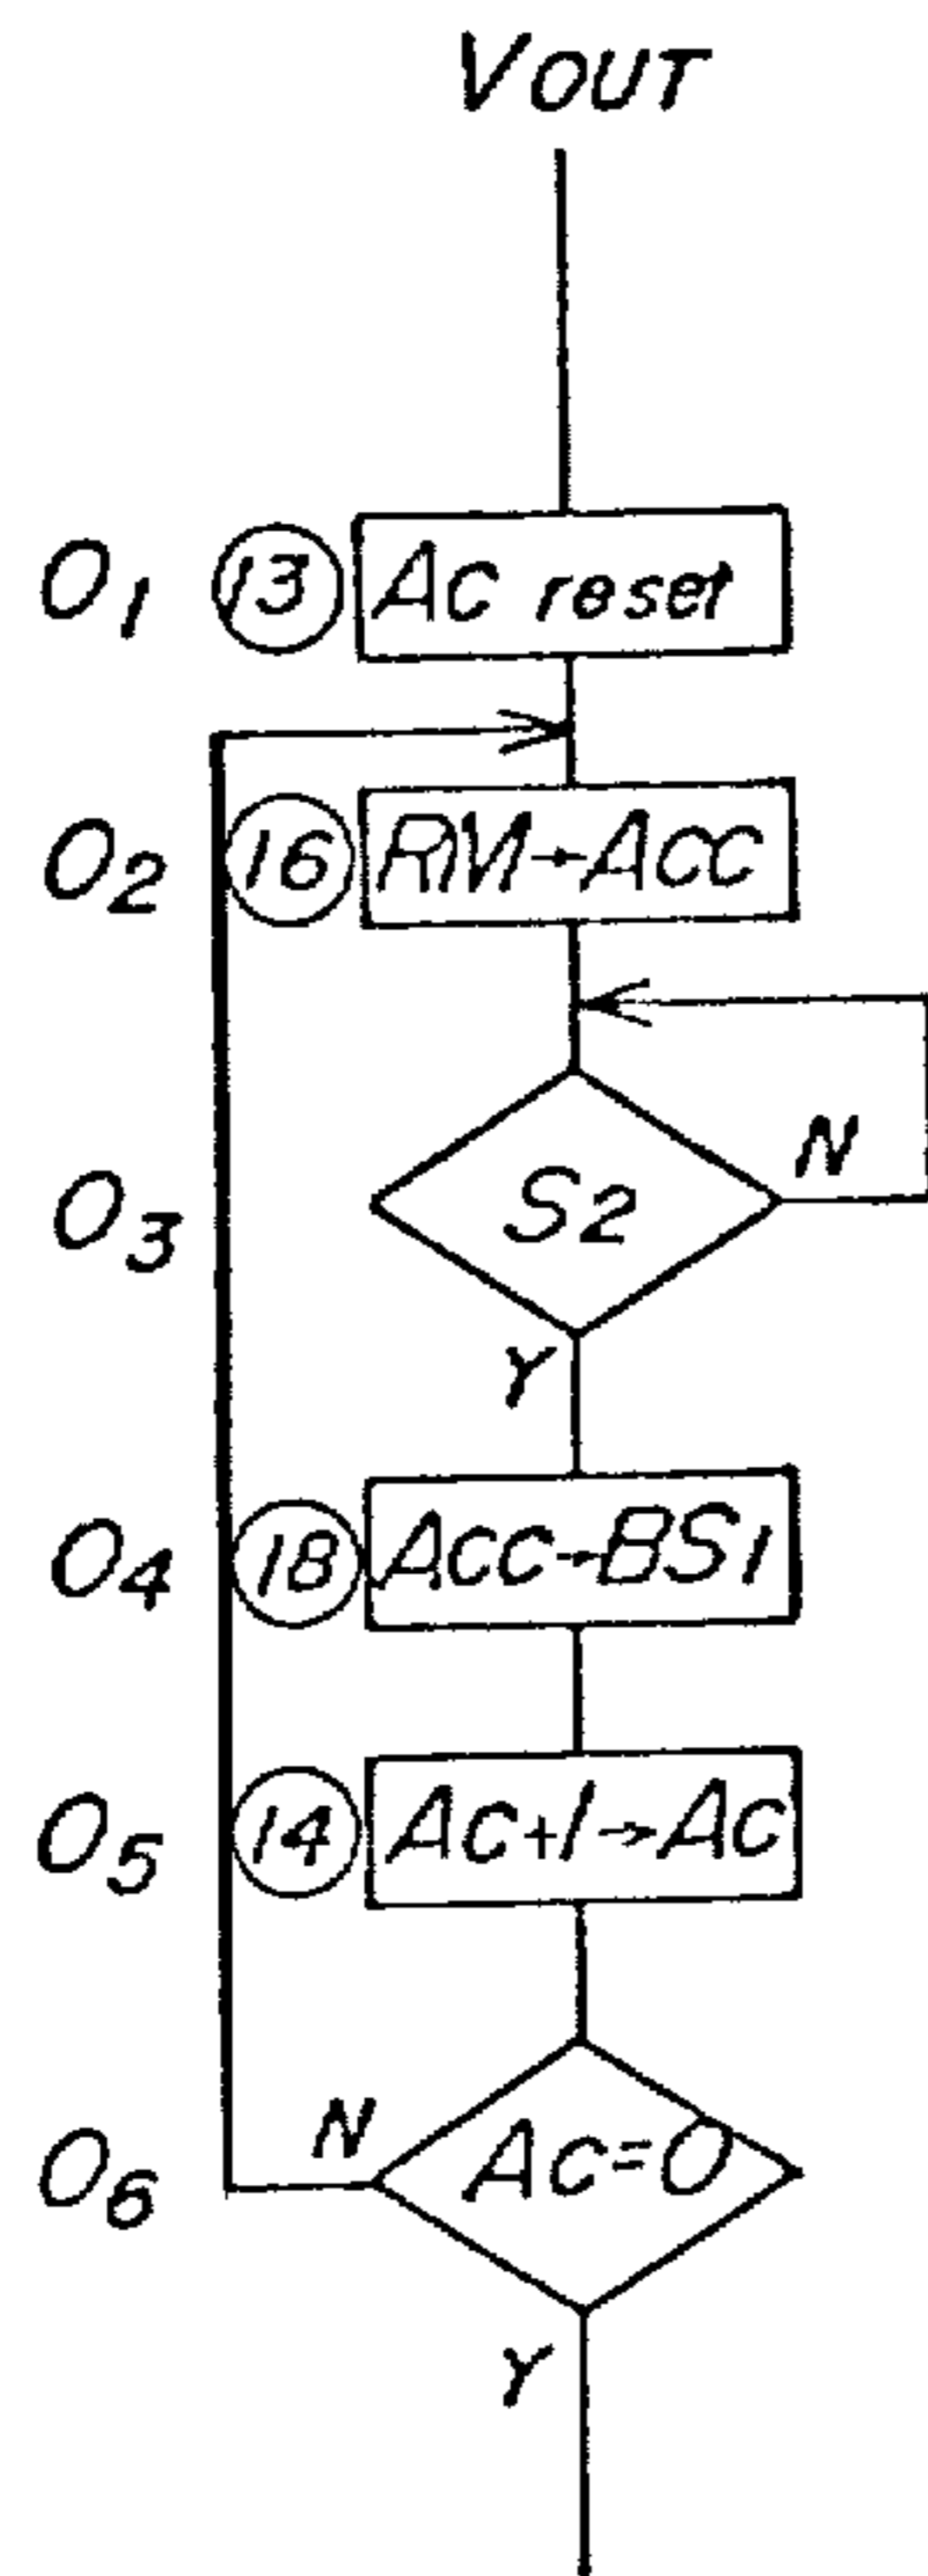 VOUT
O1 13 AC reset
O2 16 RM→ACC
N
O3 S2
Y
O4 18 ACC→BS1
O5 14 AC+1→AC
N
O6 AC=0
Y